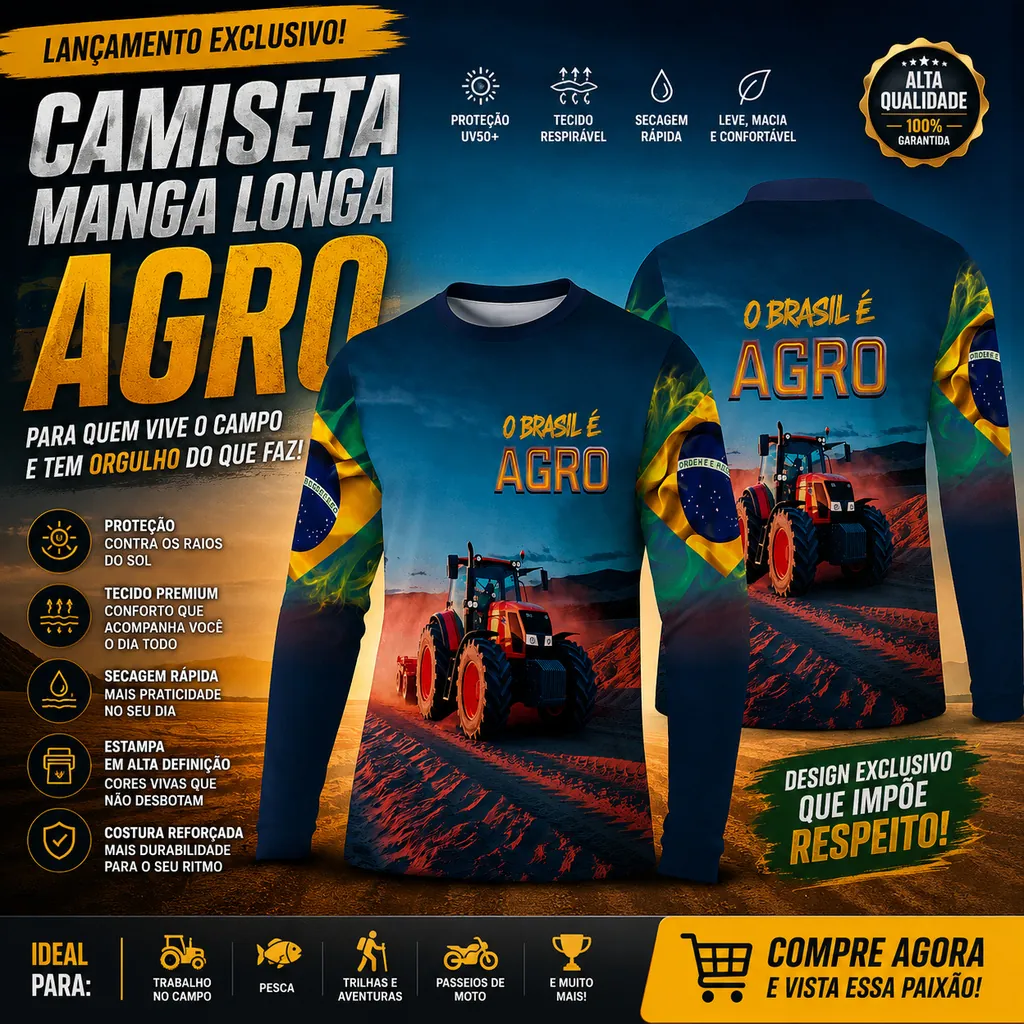 LANÇAMENTO EXCLUSIVO!
CAMISETA
MANGA LONGA
AGRO
PARA QUEM VIVE O CAMPO
E TEM ORGULHO DO QUE FAZ!
PROTEÇÃO
UV50+
TECIDO
RESPIRÁVEL
SECAGEM
RÁPIDA
LEVE, MACIA
E CONFORTÁVEL
ALTA
QUALIDADE
100%
GARANTIDA
PROTEÇÃO
CONTRA OS RAIOS
DO SOL
TECIDO PREMIUM
CONFORTO QUE
ACOMPANHA VOCÊ
O DIA TODO
SECAGEM RÁPIDA
MAIS PRATICIDADE
NO SEU DIA
ESTAMPA
EM ALTA DEFINIÇÃO
CORES VIVAS QUE
NÃO DESBOTAM
COSTURA REFORÇADA
MAIS DURABILIDADE
PARA O SEU RITMO
O BRASIL É
AGRO
O BRASIL É
AGRO
DESIGN EXCLUSIVO
QUE IMPÕE
RESPEITO!
IDEAL
PARA:
TRABALHO
NO CAMPO
PESCA
TRILHAS E
AVENTURAS
PASSEIOS DE
MOTO
E MUITO
MAIS!
COMPRE AGORA
E VISTA ESSA PAIXÃO!